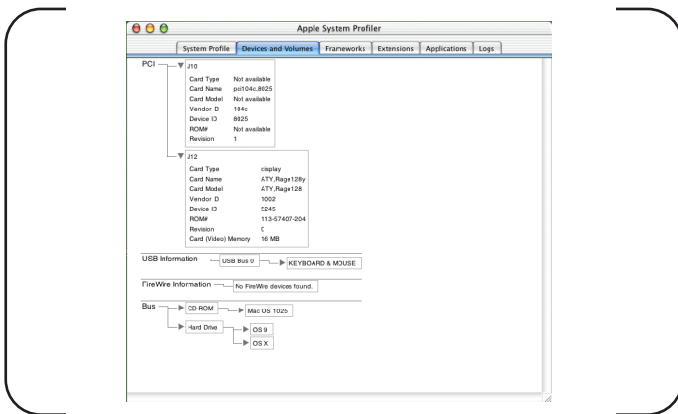 Apple System Profiler
System Profile Devices and Volumes Frameworks Extensions Applications Logs
PCI
J10
Card Type Not available
Card Name pci104c,8025
Card Model Not available
Vendor ID 104c
Device ID 8025
ROM# Not available
Revision 1
J12
Card Type display
Card Name ATY,Rage128y
Card Model ATY,Rage128
Vendor ID 1002
Device ID 5245
ROM# 113-57407-204
Revision
Card (Video) Memory 16 MB
USB Information USB Bus 0 KEYBOARD & MOUSE
FireWire Information No FireWire devices found.
Bus CD-ROM Mac OS 1025
Hard Drive OS 9
OS X